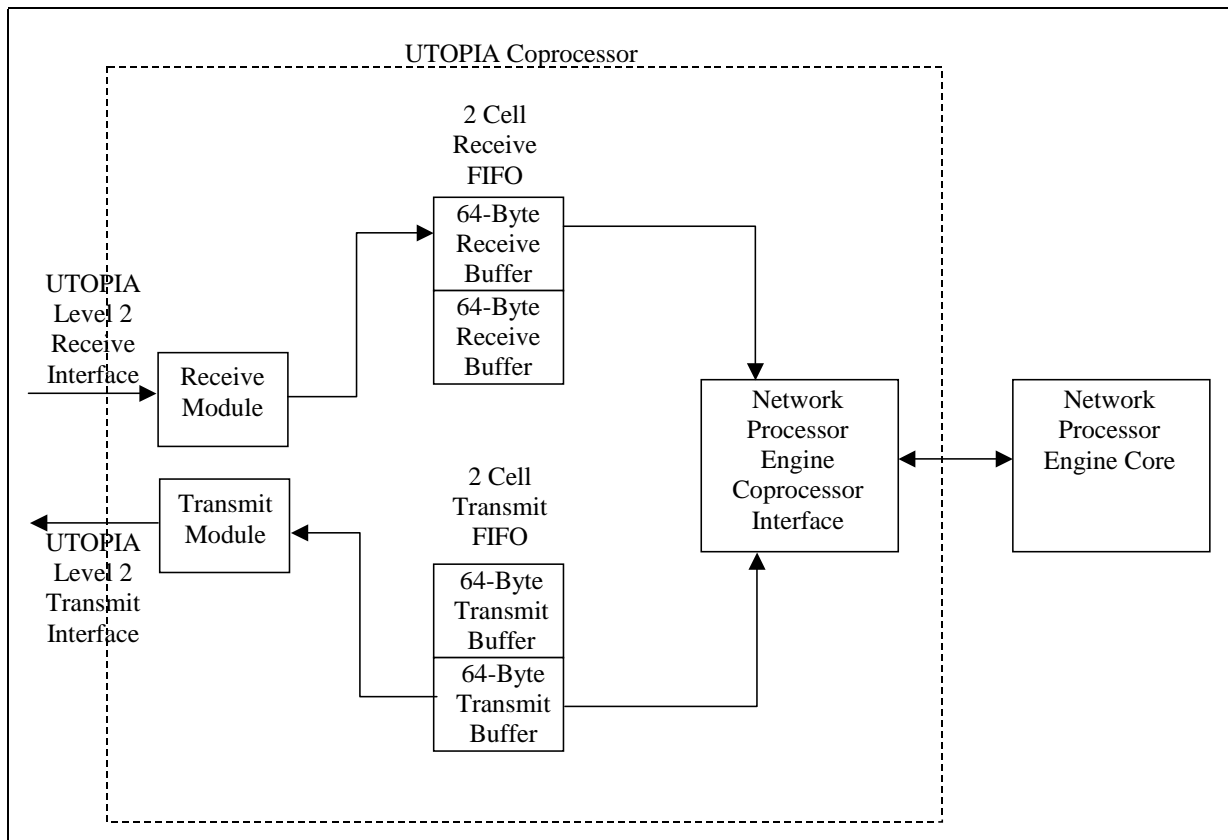 UTOPIA Coprocessor
2 Cell
Receive
FIFO
64-Byte
Receive
Buffer
64-Byte
Receive
Buffer
UTOPIA
Level 2
Receive
Interface
Receive
Module
Network
Processor
Engine
Coprocessor
Interface
Network
Processor
Engine Core
2 Cell
Transmit
FIFO
Transmit
Module
UTOPIA
Level 2
Transmit
Interface
64-Byte
Transmit
Buffer
64-Byte
Transmit
Buffer